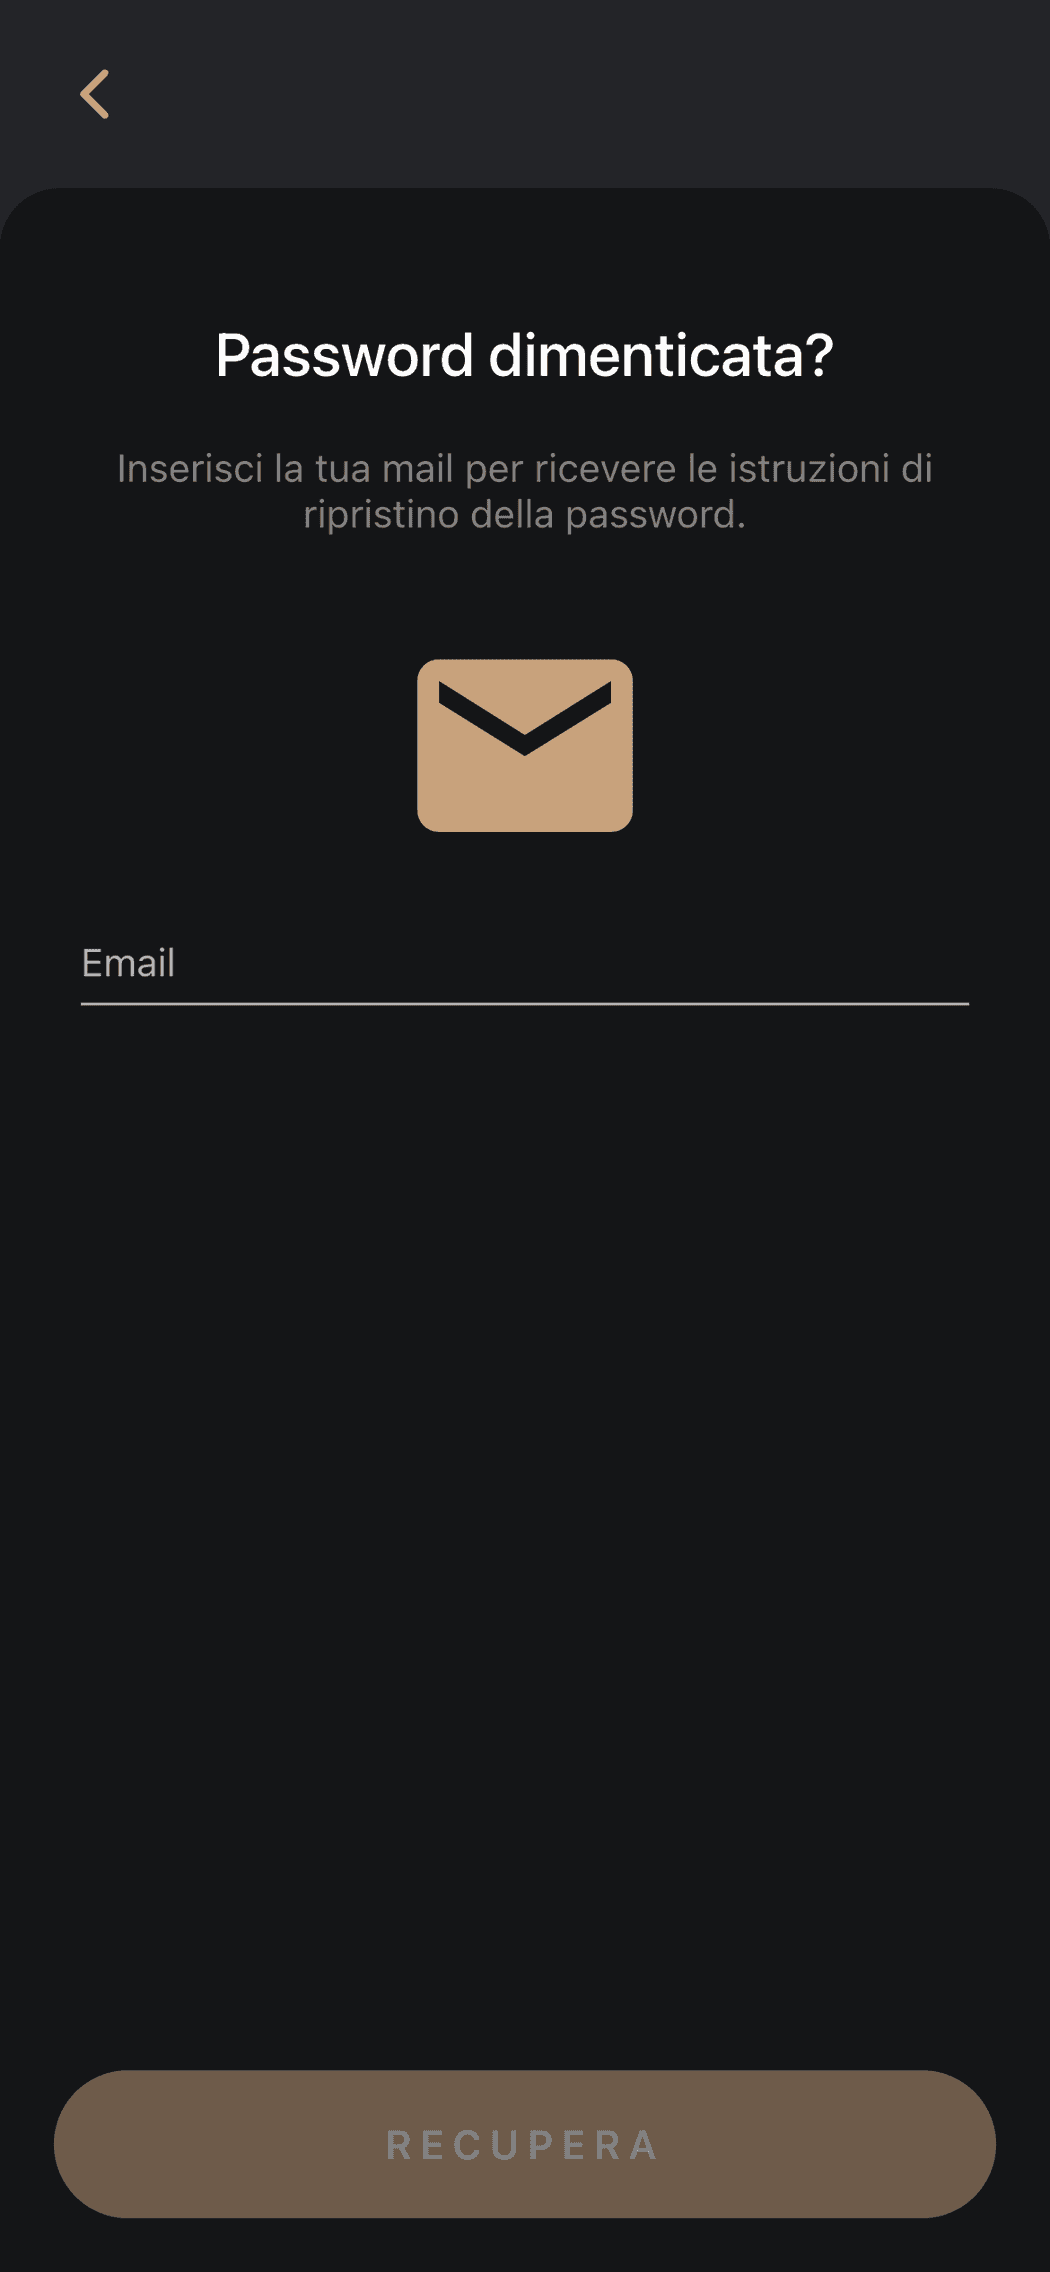 Password dimenticata?
Inserisci la tua mail per ricevere le istruzioni di
ripristino della password.
Email
RECUPERA